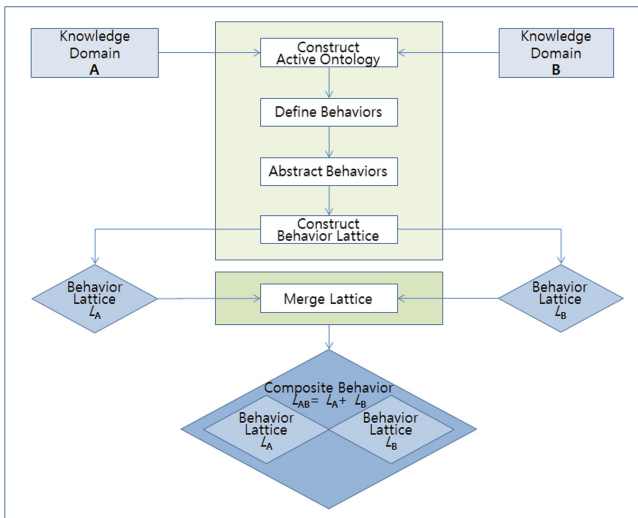 Knowledge
Domain
A
Construct
Active Ontology
Knowledge
Domain
B
Define Behaviors
Abstract Behaviors
Construct
Behavior Lattice
Behavior
Lattice
LA
Merge Lattice
Behavior
Lattice
LB
Composite Behavior
LAB= LA+ LB
Behavior
Lattice
LA
Behavior
Lattice
LB